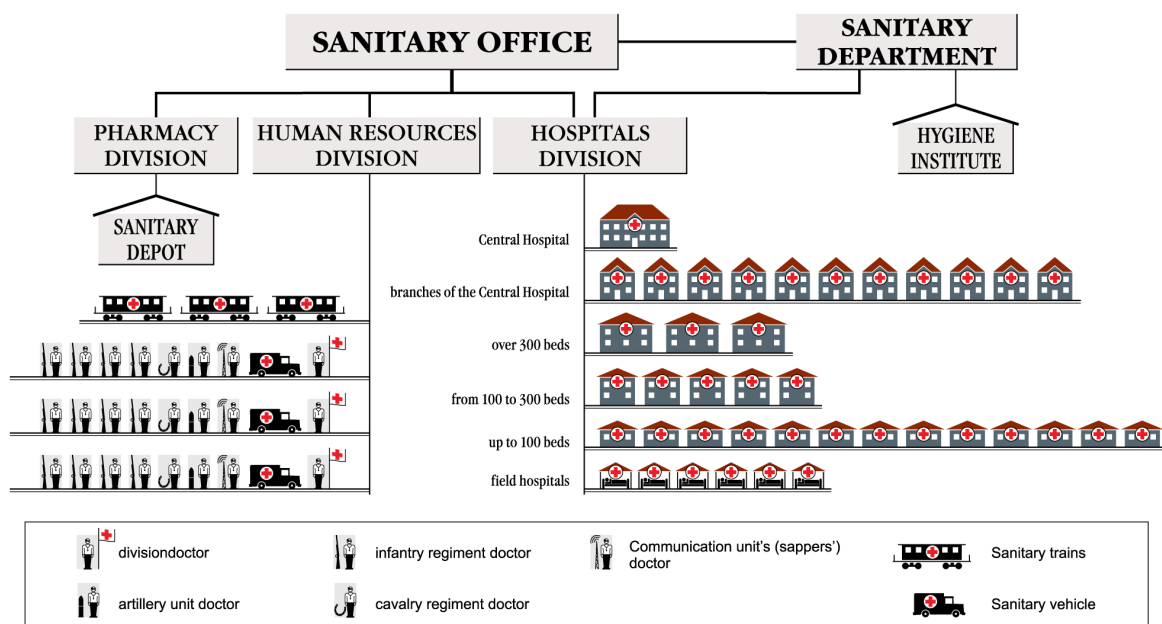 SANITARY OFFICE
SANITARY
DEPARTMENT
PHARMACY
DIVISION
HUMAN RESOURCES
DIVISION
HOSPITALS
DIVISION
HYGIENE
INSTITUTE
SANITARY
DEPOT
Central Hospital
branches of the Central Hospital
over 300 beds
from 100 to 300 beds
up to 100 beds
field hospitals
divisiondoctor
infantry regiment doctor
Communication unit's (sappers')
doctor
Sanitary trains
artillery unit doctor
cavalry regiment doctor
Sanitary vehicle